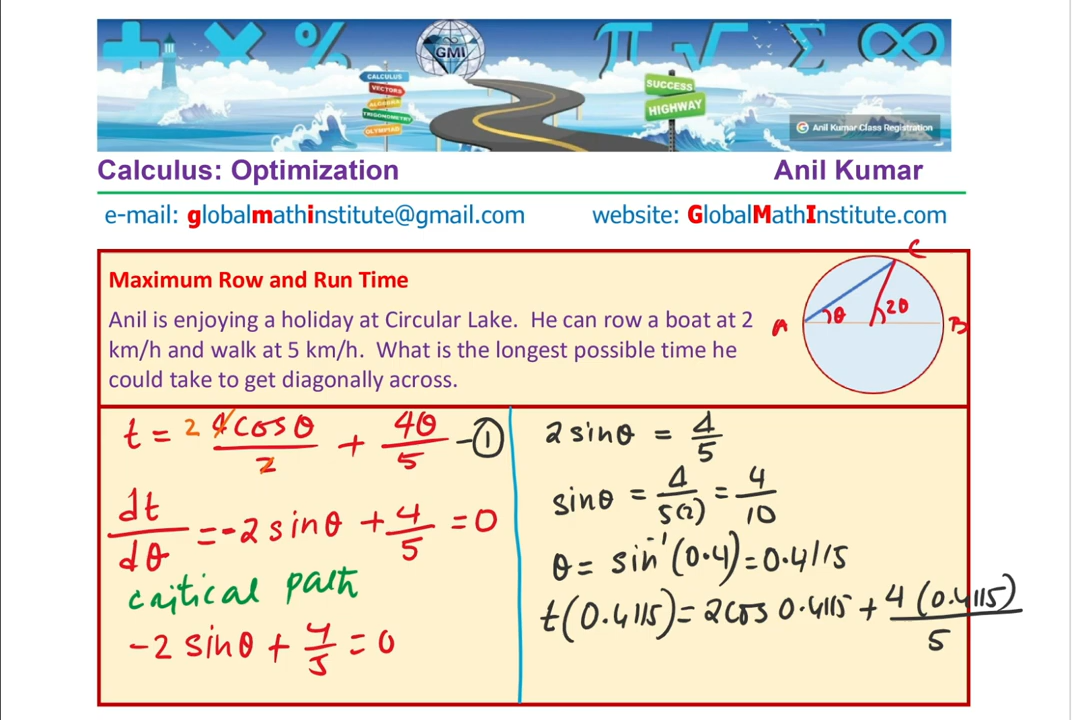 + × % GMI π √ Σ ∞
CALCULUS
VECTORS
ALGEBRA
TRIGONOMETRY
OLYMPIAD
SUCCESS
HIGHWAY
G Anil Kumar Class Registration
Calculus: Optimization Anil Kumar
e-mail: globalmathinstitute@gmail.com website: GlobalMathInstitute.com
Maximum Row and Run Time
Anil is enjoying a holiday at Circular Lake. He can row a boat at 2
km/h and walk at 5 km/h. What is the longest possible time he
could take to get diagonally across.
C
A θ 2θ B
t = 2 4cosθ/2 + 4θ/5 -①
dt/dθ = -2 sinθ + 4/5 = 0
critical path
-2 sinθ + 4/5 = 0
2 sinθ = 4/5
sinθ = 4/5(2) = 4/10
θ = sin⁻¹(0.4) = 0.4115
t(0.4115) = 2cos 0.4115 + 4(0.4115)/5